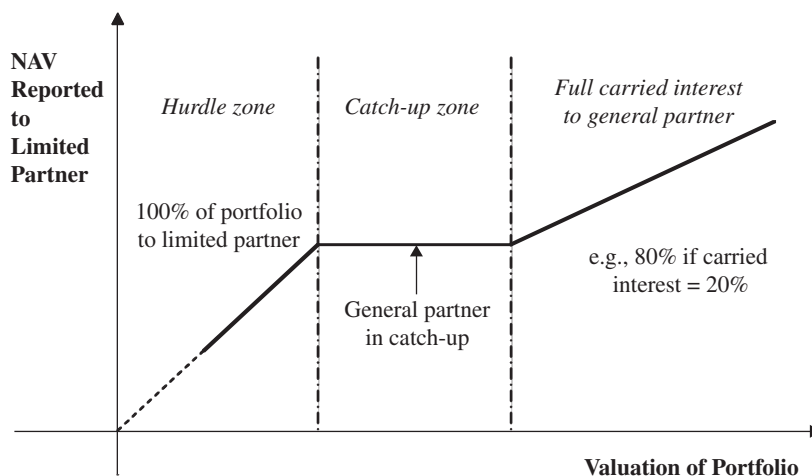 NAV
Reported
to
Limited
Partner
Hurdle zone
Catch-up zone
Full carried interest
to general partner
100% of portfolio
to limited partner
General partner
in catch-up
e.g., 80% if carried
interest = 20%
Valuation of Portfolio